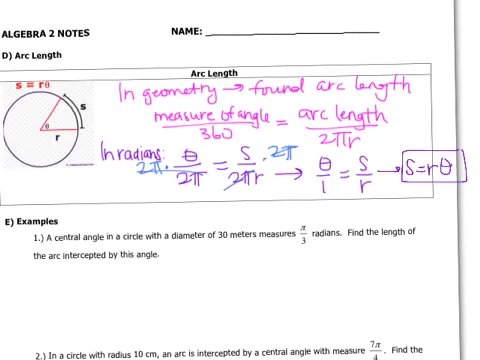 ALGEBRA 2 NOTES NAME: ________________________________
D) Arc Length
Arc Length
s = rθ
s
θ
r
In geometry → found arc length
measure of angle / 360 = arc length / 2πr
In radians: 2π · θ/2π = S/2πr · 2π → θ/1 = S/r → S=rθ
E) Examples
1.) A central angle in a circle with a diameter of 30 meters measures π/3 radians. Find the length of
the arc intercepted by this angle.
2.) In a circle with radius 10 cm, an arc is intercepted by a central angle with measure 7π/4. Find the